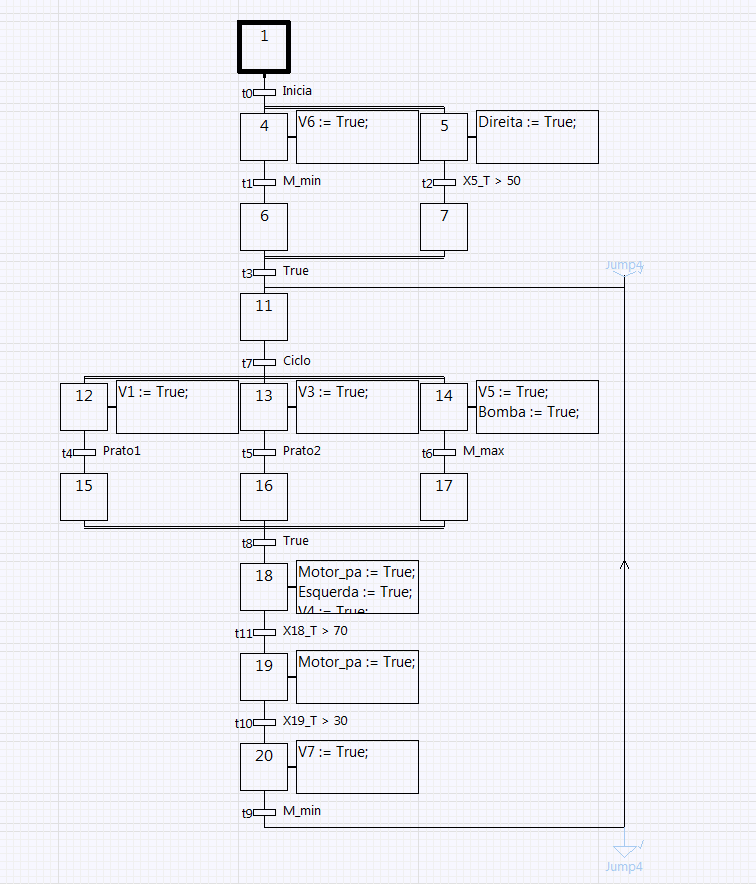 1
t0 Inicia
4 V6 := True; 5 Direita := True;
t1 M_min t2 X5_T > 50
6 7
t3 True Jump4
11
t7 Ciclo
12 V1 := True; 13 V3 := True; 14 V5 := True;
Bomba := True;
t4 Prato1 t5 Prato2 t6 M_max
15 16 17
t8 True
18 Motor_pa := True;
Esquerda := True;
V4 := True;
t11 X18_T > 70
19 Motor_pa := True;
t10 X19_T > 30
20 V7 := True;
t9 M_min
Jump4